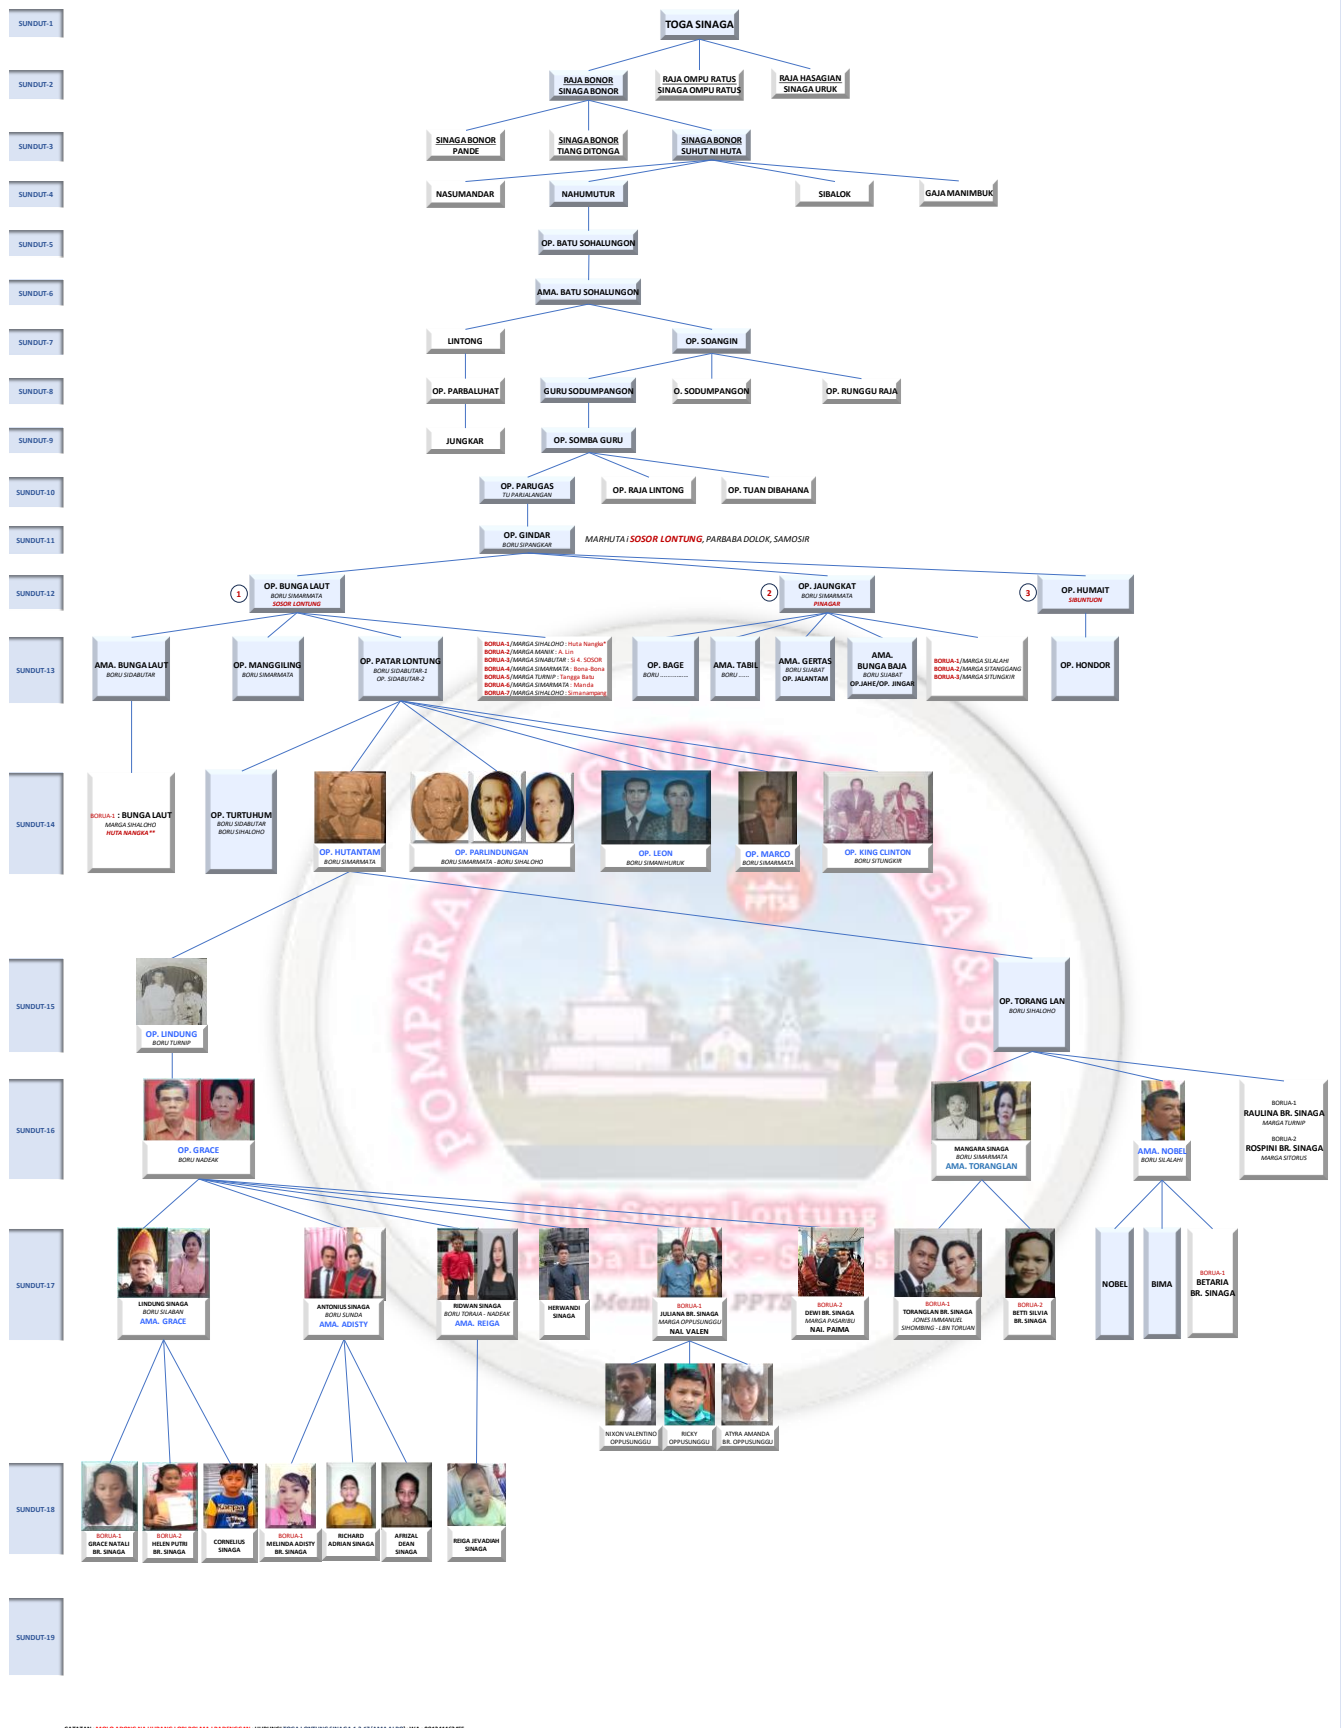 SUNDUT-1
TOGA SINAGA
SUNDUT-2
RAJA BONOR
SINAGA BONOR
RAJA OMPU RATUS
SINAGA OMPU RATUS
RAJA HASAGIAN
SINAGA URUK
SUNDUT-3
SINAGA BONOR
PANDE
SINAGA BONOR
TIANG DITONGA
SINAGA BONOR
SUHUT NI HUTA
SUNDUT-4
NASUMANDAR
NAHUMUTUR
SIBALOK
GAJA MANIMBUK
SUNDUT-5
OP. BATU SOHALUNGON
SUNDUT-6
AMA. BATU SOHALUNGON
SUNDUT-7
LINTONG
OP. SOANGIN
SUNDUT-8
OP. PARBALUHAT
GURU SODUMPANGON
O. SODUMPANGON
OP. RUNGGU RAJA
SUNDUT-9
JUNGKAR
OP. SOMBA GURU
SUNDUT-10
OP. PARUGAS
TU PARJALANGAN
OP. RAJA LINTONG
OP. TUAN DIBAHANA
SUNDUT-11
OP. GINDAR
BORU SIPANGKAR
MARHUTA i SOSOR LONTUNG, PARBABA DOLOK, SAMOSIR
SUNDUT-12
1
OP. BUNGA LAUT
BORU SIMARMATA
SOSOR LONTUNG
2
OP. JAUNGKAT
BORU SIMARMATA
PINAGAR
3
OP. HUMAIT
SIBUNTUON
SUNDUT-13
AMA. BUNGA LAUT
BORU SIDABUTAR
OP. MANGGILING
BORU SIMARMATA
OP. PATAR LONTUNG
BORU SIDABUTAR-1
OP. SIDABUTAR-2
BORUA-1/MARGA SIHALOHO : Huta Nangka*
BORUA-2/MARGA MANIK : A. Lin
BORUA-3/MARGA SINABUTAR : Si 4. SOSOR
BORUA-4/MARGA SIMARMATA : Bona-Bona
BORUA-5/MARGA TURNIP : Tangga Batu
BORUA-6/MARGA SIMARMATA : Manda
BORUA-7/MARGA SIHALOHO : Simanampang
OP. BAGE
BORU ...............
AMA. TABIL
BORU ......
AMA. GERTAS
BORU SIJABAT
OP. JALANTAM
AMA.
BUNGA BAJA
BORU SIJABAT
OP.JAHE/OP. JINGAR
BORUA-1/MARGA SILALAHI
BORUA-2/MARGA SITANGGANG
BORUA-3/MARGA SITUNGKIR
OP. HONDOR
SUNDUT-14
BORUA-1 : BUNGA LAUT
MARGA SIHALOHO
HUTA NANGKA**
OP. TURTUHUM
BORU SIDABUTAR
BORU SIHALOHO
OP. HUTANTAM
BORU SIMARMATA
OP. PARLINDUNGAN
BORU SIMARMATA - BORU SIHALOHO
OP. LEON
BORU SIMANIHURUK
OP. MARCO
BORU SIMARMATA
OP. KING CLINTON
BORU SITUNGKIR
PPTSB
SUNDUT-15
OP. LINDUNG
BORU TURNIP
OP. TORANG LAN
BORU SIHALOHO
SUNDUT-16
OP. GRACE
BORU NADEAK
MANGARA SINAGA
BORU SIMARMATA
AMA. TORANGLAN
AMA. NOBEL
BORU SILALAHI
BORUA-1
RAULINA BR. SINAGA
MARGA TURNIP
BORUA-2
ROSPINI BR. SINAGA
MARGA SITORUS
Huta Sosor Lontung
SUNDUT-17
LINDUNG SINAGA
BORU SILABAN
AMA. GRACE
ANTONIUS SINAGA
BORU SUNDA
AMA. ADISTY
RIDWAN SINAGA
BORU TORAJA - NADEAK
AMA. REIGA
HERWANDI
SINAGA
BORUA-1
JULIANA BR. SINAGA
MARGA OPPUSUNGGU
NAI. VALEN
BORUA-2
DEWI BR. SINAGA
MARGA PASARIBU
NAI. PAIMA
BORUA-1
TORANGLAN BR. SINAGA
JONES IMMANUEL
SIHOMBING - LBN TORUAN
BORUA-2
BETTI SILVIA
BR. SINAGA
NOBEL
BIMA
BORUA-1
BETARIA
BR. SINAGA
NIXON VALENTINO
OPPUSUNGGU
RICKY
OPPUSUNGGU
ATYRA AMANDA
BR. OPPUSUNGGU
SUNDUT-18
BORUA-1
GRACE NATALI
BR. SINAGA
BORUA-2
HELEN PUTRI
BR. SINAGA
CORNELIUS
SINAGA
BORUA-1
MELINDA ADISTY
BR. SINAGA
RICHARD
ADRIAN SINAGA
AFRIZAL
DEAN
SINAGA
REIGA JEVADIAH
SINAGA
SUNDUT-19